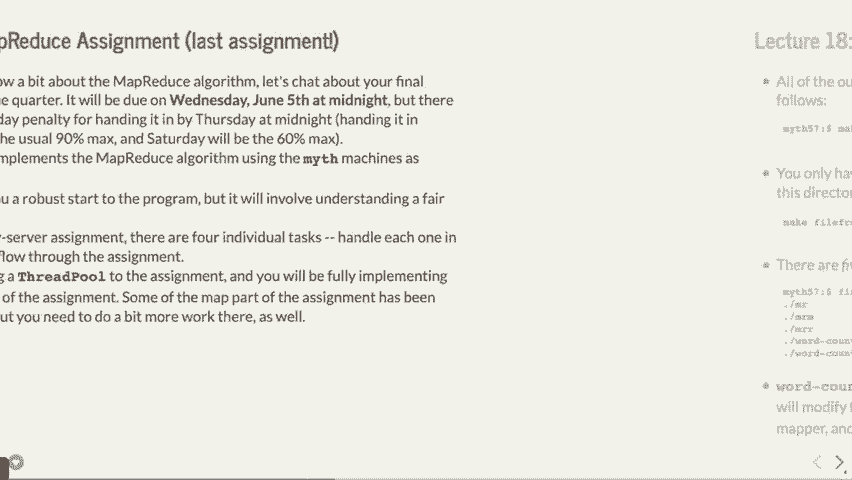 pReduce Assignment (last assignment!)
ow a bit about the MapReduce algorithm, let's chat about your final
e quarter. It will be due on Wednesday, June 5th at midnight, but there
day penalty for handing it in by Thursday at midnight (handing it in
he usual 90% max, and Saturday will be the 60% max).
mplements the MapReduce algorithm using the myth machines as
u a robust start to the program, but it will involve understanding a fair
y-server assignment, there are four individual tasks -- handle each one in
flow through the assignment.
g a ThreadPool to the assignment, and you will be fully implementing
of the assignment. Some of the map part of the assignment has been
ut you need to do a bit more work there, as well.
Lecture 18:
All of the ou
follows:
myth57:$ mak
You only hav
this director
make filefre
There are fiv
myth57:$ fin
./mr
./mrm
./mrr
./word-coun
./word-coun
word-coun
will modify t
mapper, and